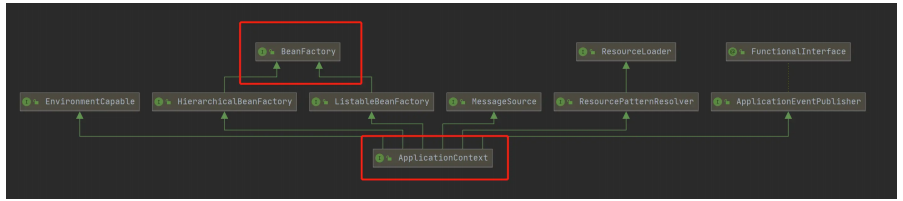 BeanFactory
ResourceLoader
FunctionalInterface
EnvironmentCapable
HierarchicalBeanFactory
ListableBeanFactory
MessageSource
ResourcePatternResolver
ApplicationEventPublisher
ApplicationContext